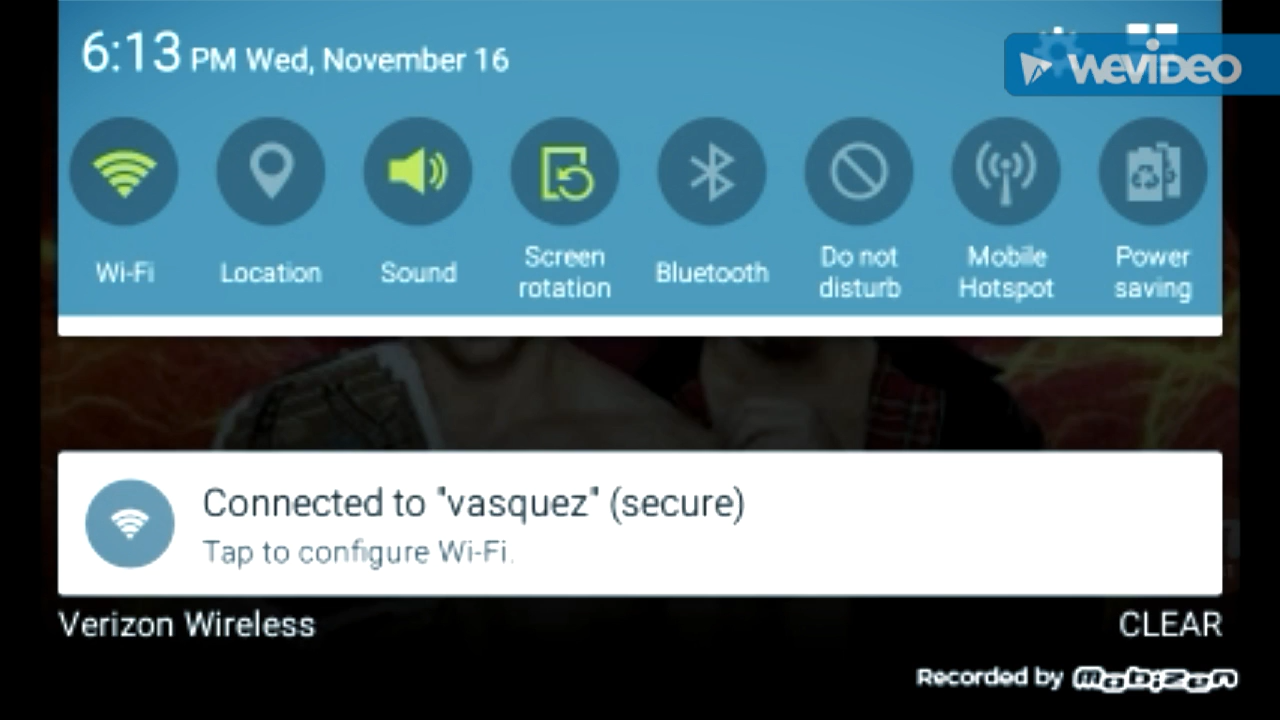 6:13 PM Wed, November 16
WEVIDEO
Wi-Fi
Location
Sound
Screen
rotation
Bluetooth
Do not
disturb
Mobile
Hotspot
Power
saving
Connected to "vasquez" (secure)
Tap to configure Wi-Fi.
Verizon Wireless
CLEAR
Recorded by Mobizen